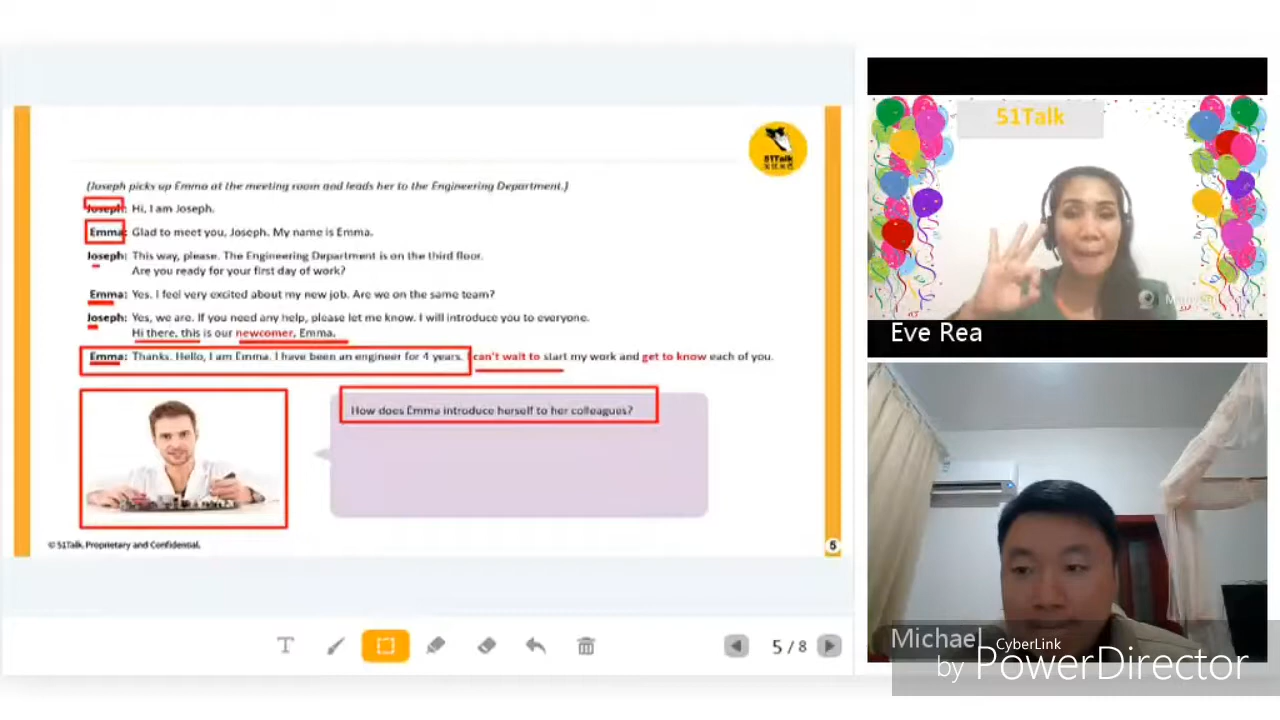 51Talk
(Joseph picks up Emma at the meeting room and leads her to the Engineering Department.)
Joseph: Hi, I am Joseph.
Emma: Glad to meet you, Joseph. My name is Emma.
Joseph: This way, please. The Engineering Department is on the third floor.
Are you ready for your first day of work?
Emma: Yes. I feel very excited about my new job. Are we on the same team?
Joseph: Yes, we are. If you need any help, please let me know. I will introduce you to everyone.
Hi there, this is our newcomer, Emma.
Emma: Thanks. Hello, I am Emma. I have been an engineer for 4 years. I can't wait to start my work and get to know each of you.
How does Emma introduce herself to her colleagues?
© 51Talk. Proprietary and Confidential.
5
T
5 / 8
51Talk
Eve Rea
Michael
CyberLink
by PowerDirector